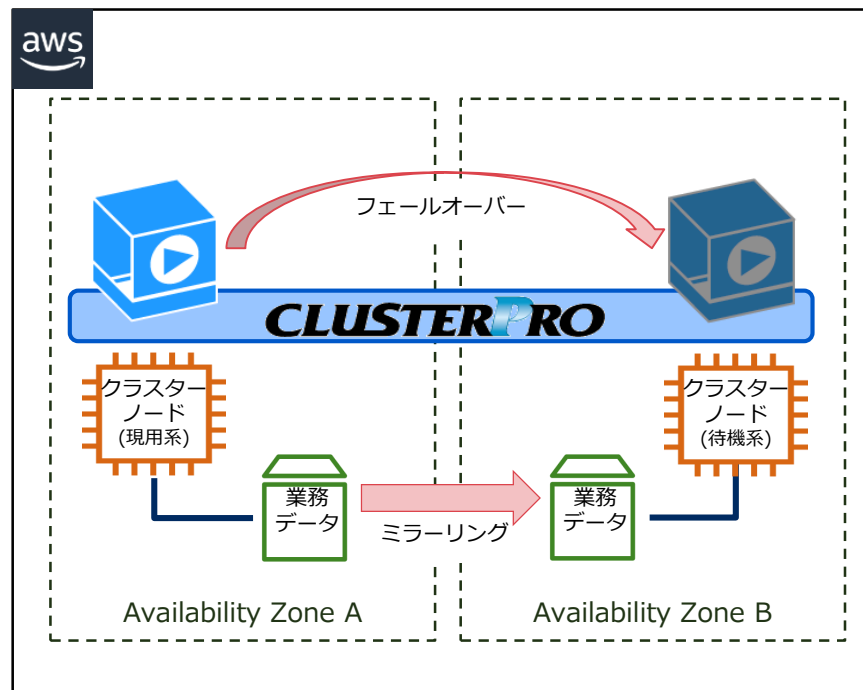 aws
フェールオーバー
CLUSTERPRO
クラスター
ノード
(現用系)
クラスター
ノード
(待機系)
業務
データ
ミラーリング
業務
データ
Availability Zone A
Availability Zone B